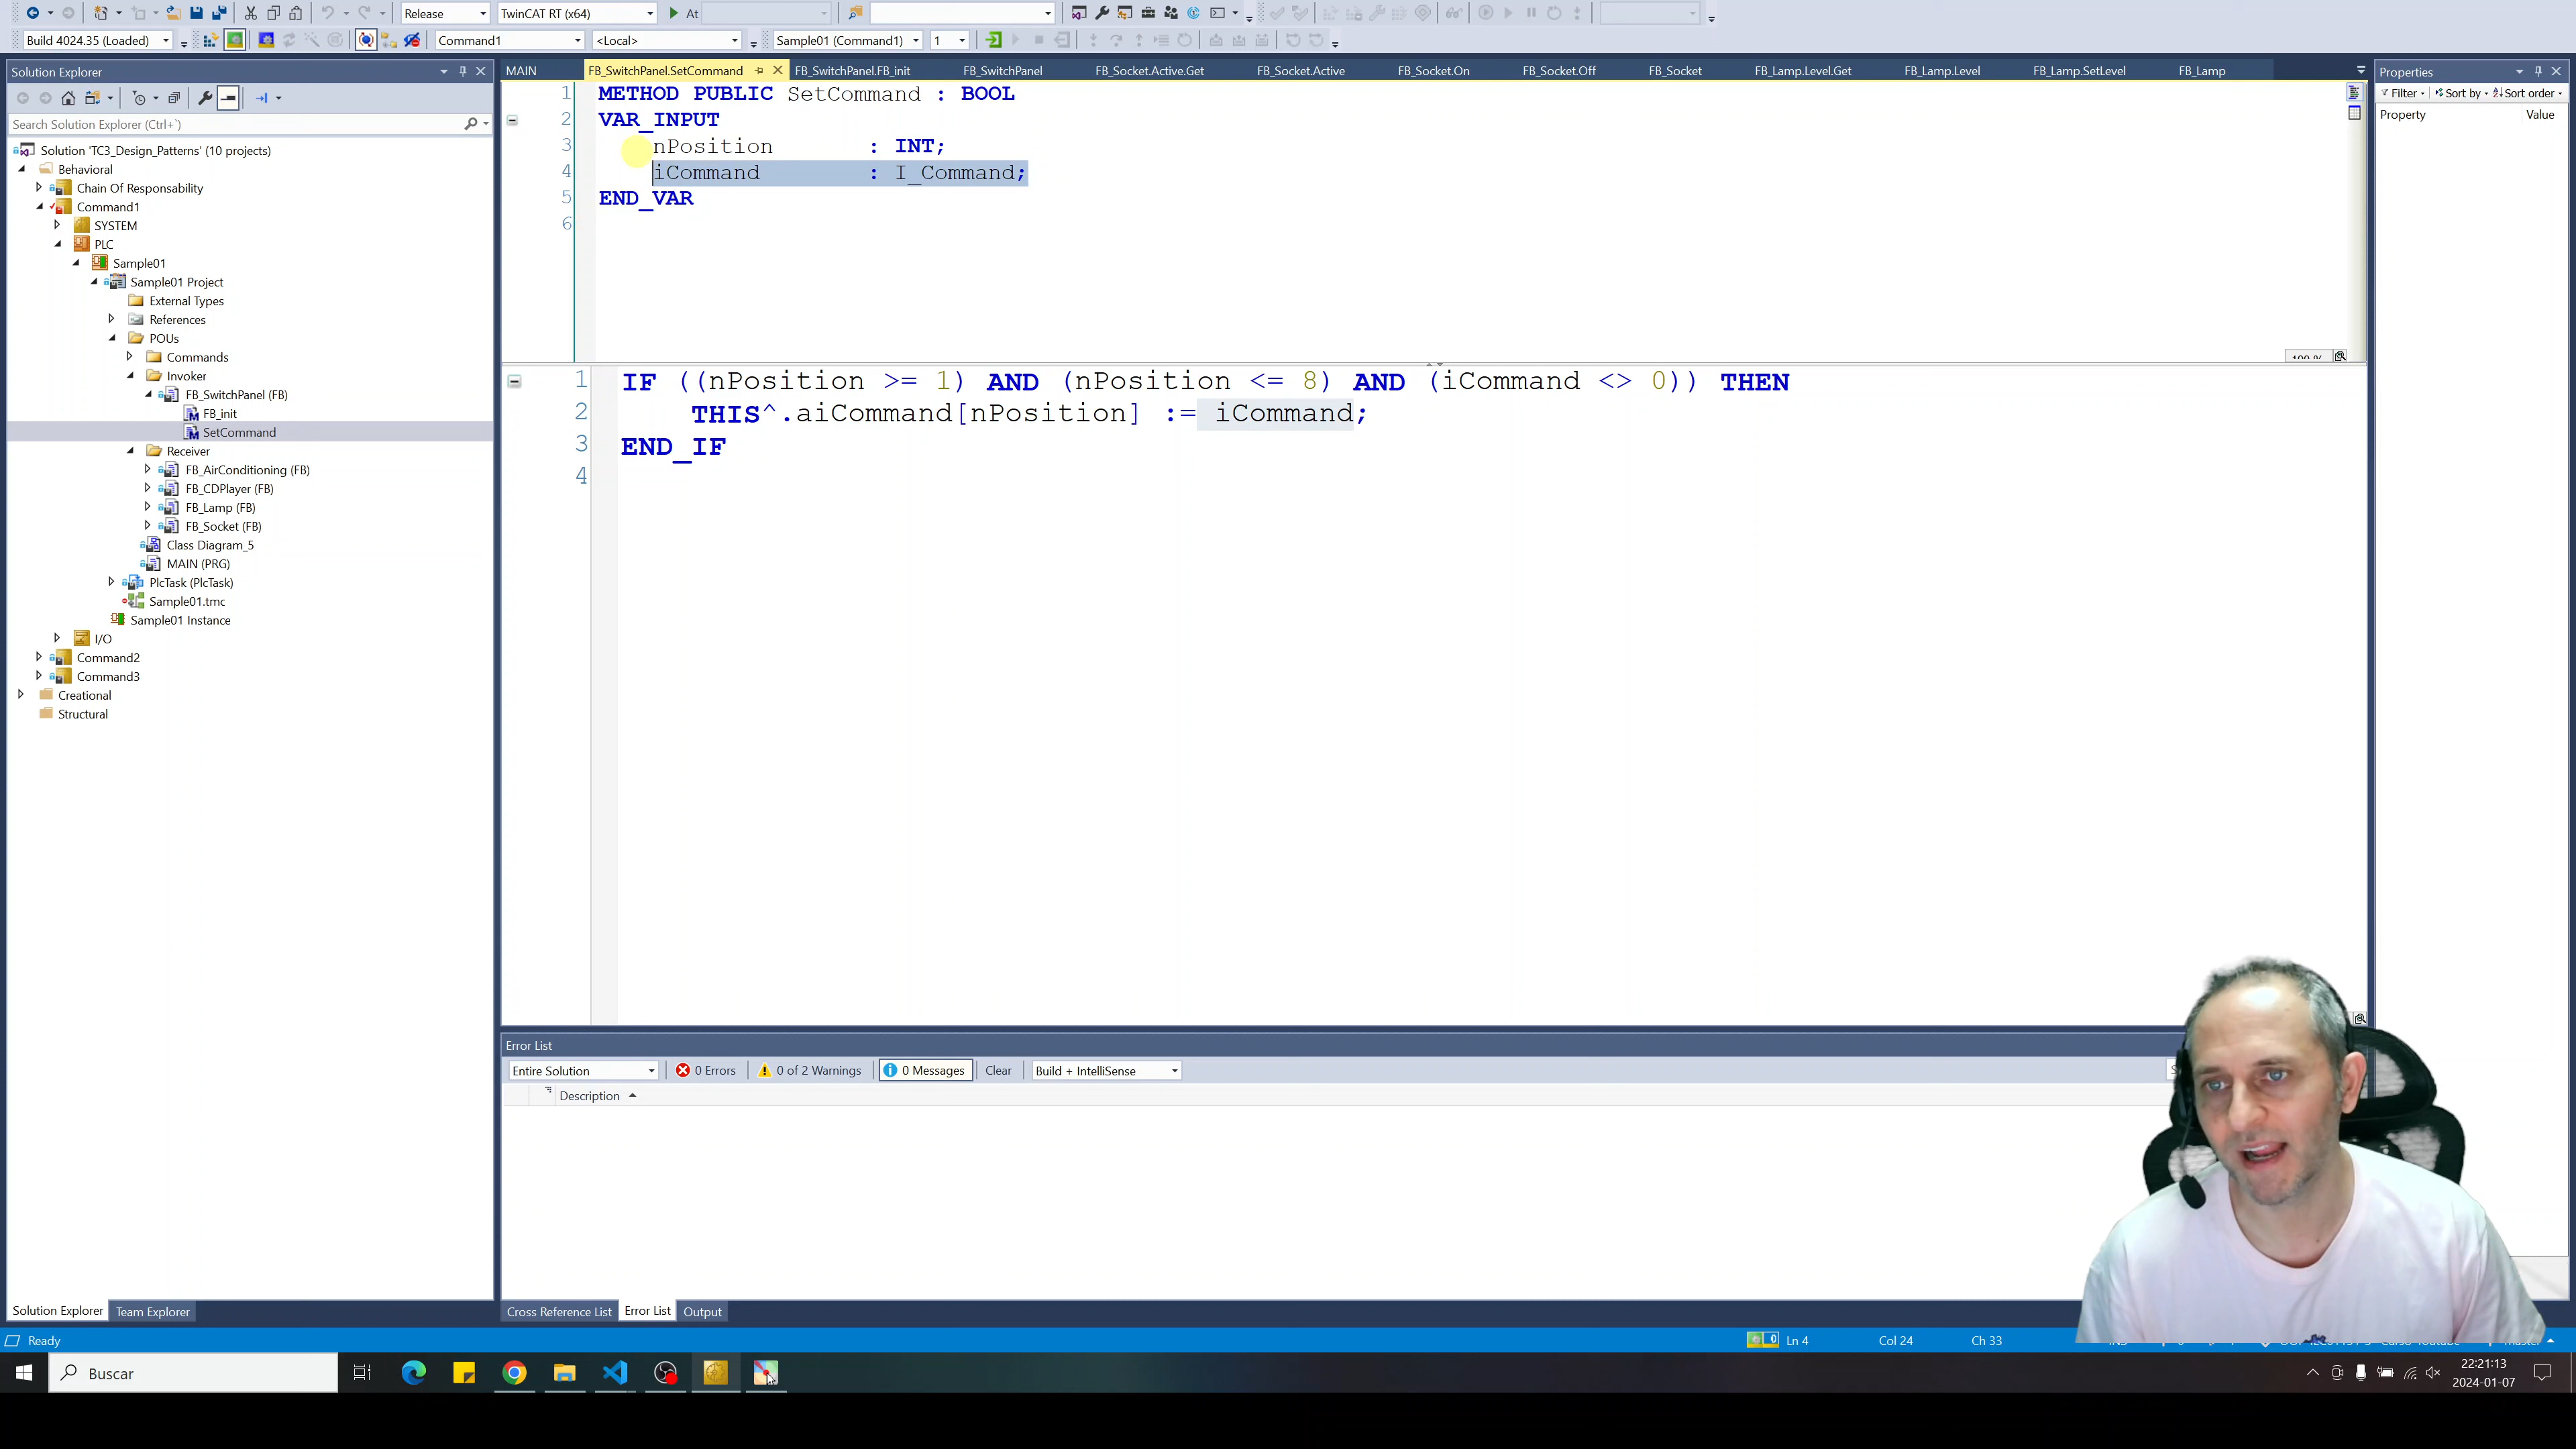 Release
TwinCAT RT (x64)
At
Build 4024.35 (Loaded)
Command1
<Local>
Sample01 (Command1)
1
Solution Explorer
Search Solution Explorer (Ctrl+`)
Solution 'TC3_Design_Patterns' (10 projects)
Behavioral
Chain Of Responsability
Command1
SYSTEM
PLC
Sample01
Sample01 Project
External Types
References
POUs
Commands
Invoker
FB_SwitchPanel (FB)
FB_init
SetCommand
Receiver
FB_AirConditioning (FB)
FB_CDPlayer (FB)
FB_Lamp (FB)
FB_Socket (FB)
Class Diagram_5
MAIN (PRG)
PlcTask (PlcTask)
Sample01.tmc
Sample01 Instance
I/O
Command2
Command3
Creational
Structural
Solution Explorer
Team Explorer
MAIN
FB_SwitchPanel.SetCommand
FB_SwitchPanel.FB_init
FB_SwitchPanel
FB_Socket.Active.Get
FB_Socket.Active
FB_Socket.On
FB_Socket.Off
FB_Socket
FB_Lamp.Level.Get
FB_Lamp.Level
FB_Lamp.SetLevel
FB_Lamp
1 METHOD PUBLIC SetCommand : BOOL
2 VAR_INPUT
3 nPosition : INT;
4 iCommand : I_Command;
5 END_VAR
6
1 IF ((nPosition >= 1) AND (nPosition <= 8) AND (iCommand <> 0)) THEN
2 THIS^.aiCommand[nPosition] := iCommand;
3 END_IF
4
Properties
Filter
Sort by
Sort order
Property
Value
Error List
Entire Solution
0 Errors
0 of 2 Warnings
0 Messages
Clear
Build + IntelliSense
Description
Cross Reference List
Error List
Output
Ready
0
Ln 4
Col 24
Ch 33
Buscar
22:21:13
2024-01-07